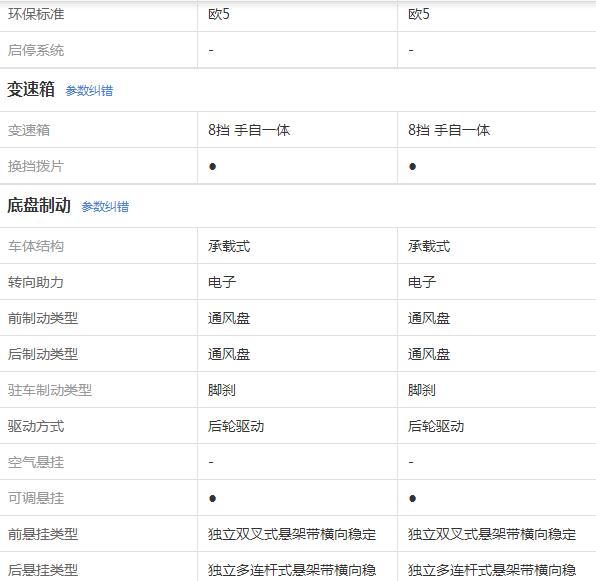 环保标准 欧5 欧5
启停系统 - -
变速箱 参数纠错
变速箱 8挡 手自一体 8挡 手自一体
换挡拨片 ● ●
底盘制动 参数纠错
车体结构 承载式 承载式
转向助力 电子 电子
前制动类型 通风盘 通风盘
后制动类型 通风盘 通风盘
驻车制动类型 脚刹 脚刹
驱动方式 后轮驱动 后轮驱动
空气悬挂 - -
可调悬挂 ● ●
前悬挂类型 独立双叉式悬架带横向稳定 独立双叉式悬架带横向稳定
后悬挂类型 独立多连杆式悬架带横向稳 独立多连杆式悬架带横向稳